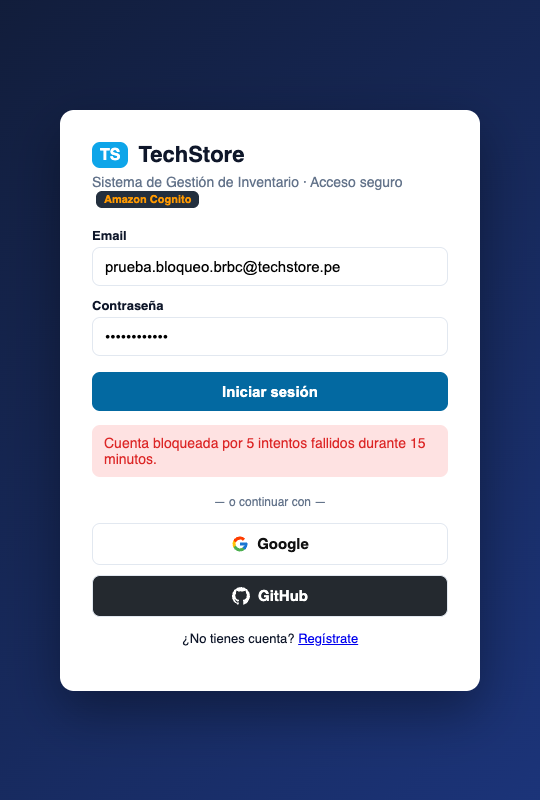 TS TechStore
Sistema de Gestión de Inventario · Acceso seguro
Amazon Cognito
Email
prueba.bloqueo.brbc@techstore.pe
Contraseña
••••••••••••
Iniciar sesión
Cuenta bloqueada por 5 intentos fallidos durante 15
minutos.
— o continuar con —
Google
GitHub
¿No tienes cuenta? Regístrate